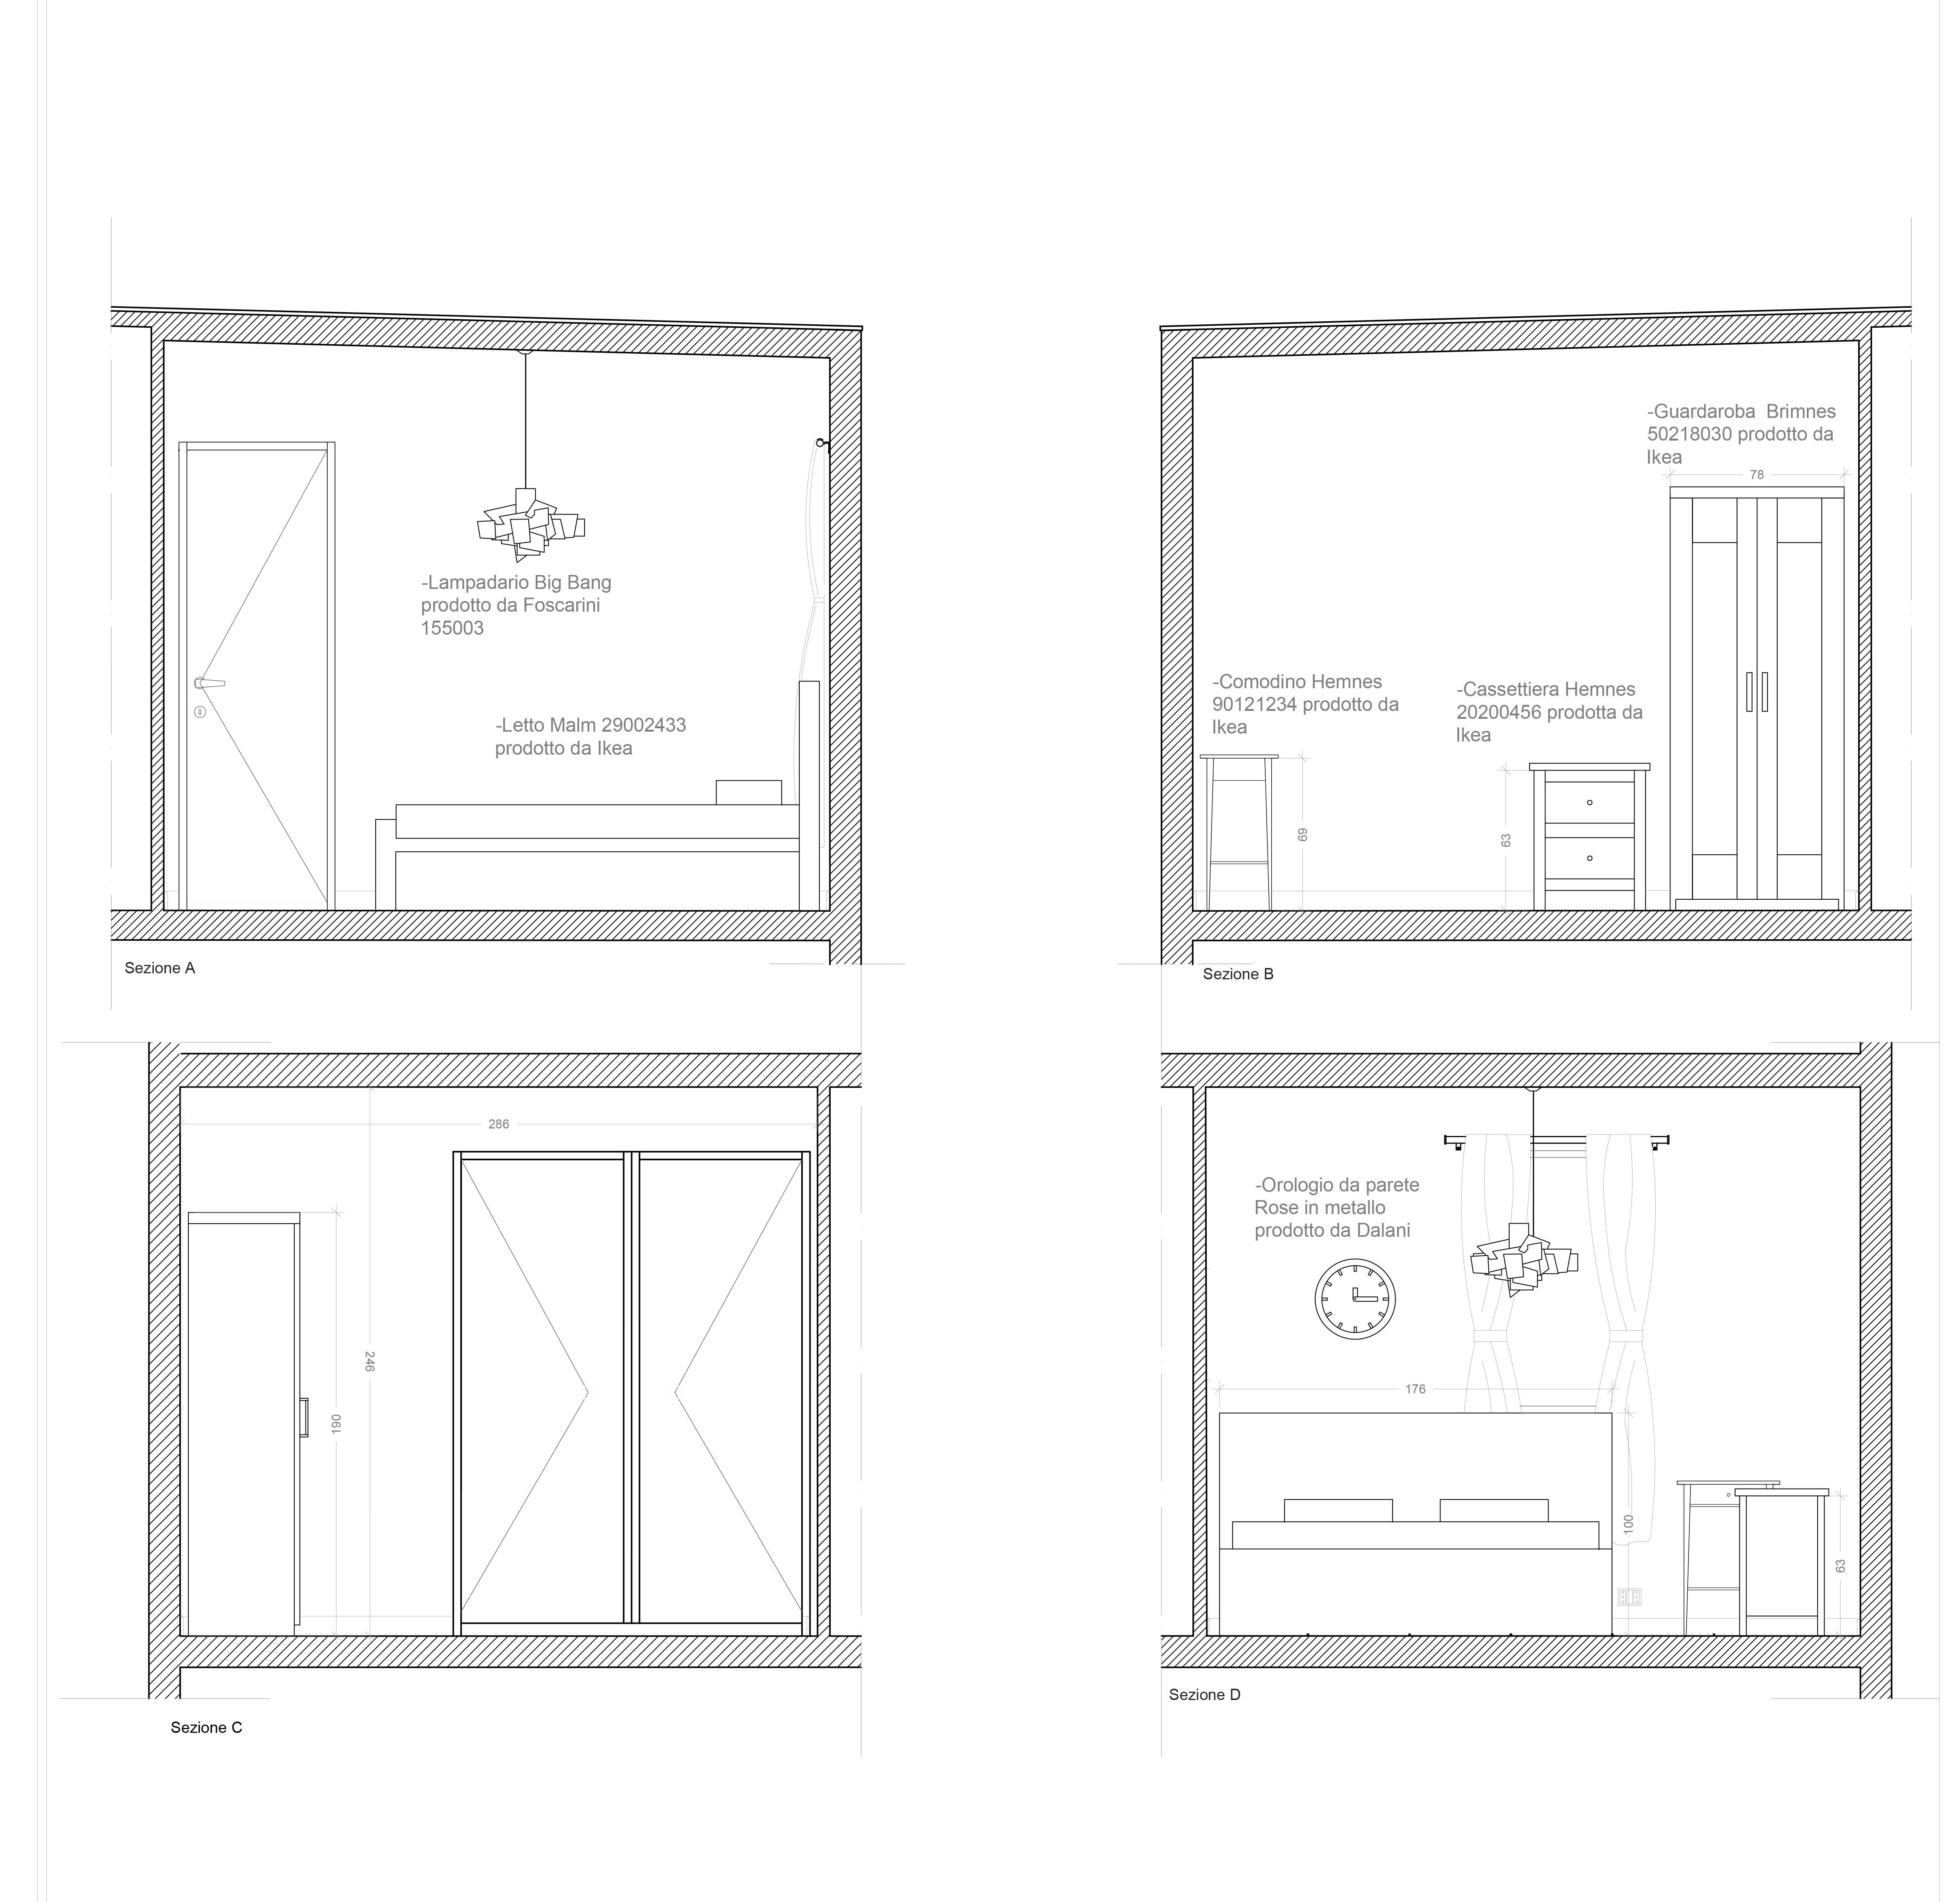 -Guardaroba  Brimnes
50218030 prodotto da
Ikea
78
-Lampadario Big Bang
prodotto da Foscarini
155003
-Letto Malm 29002433
prodotto da Ikea
-Comodino Hemnes
90121234 prodotto da
Ikea
-Cassettiera Hemnes
20200456 prodotta da
Ikea
69
63
Sezione A
Sezione B
286
246
190
Sezione C
-Orologio da parete
Rose in metallo
prodotto da Dalani
176
100
63
Sezione D